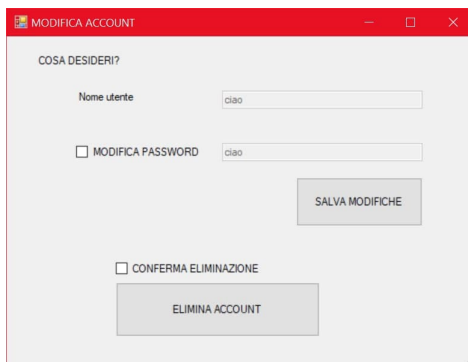 MODIFICA ACCOUNT
COSA DESIDERI?
Nome utente
ciao
MODIFICA PASSWORD
ciao
SALVA MODIFICHE
CONFERMA ELIMINAZIONE
ELIMINA ACCOUNT